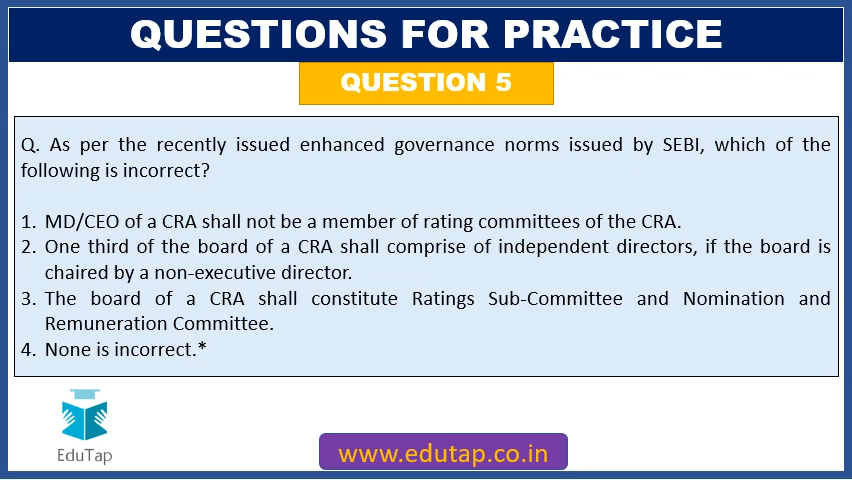 QUESTIONS FOR PRACTICE
QUESTION 5
Q. As per the recently issued enhanced governance norms issued by SEBI, which of the
following is incorrect?
1. MD/CEO of a CRA shall not be a member of rating committees of the CRA.
2. One third of the board of a CRA shall comprise of independent directors, if the board is
chaired by a non-executive director.
3. The board of a CRA shall constitute Ratings Sub-Committee and Nomination and
Remuneration Committee.
4. None is incorrect.*
EduTap
www.edutap.co.in